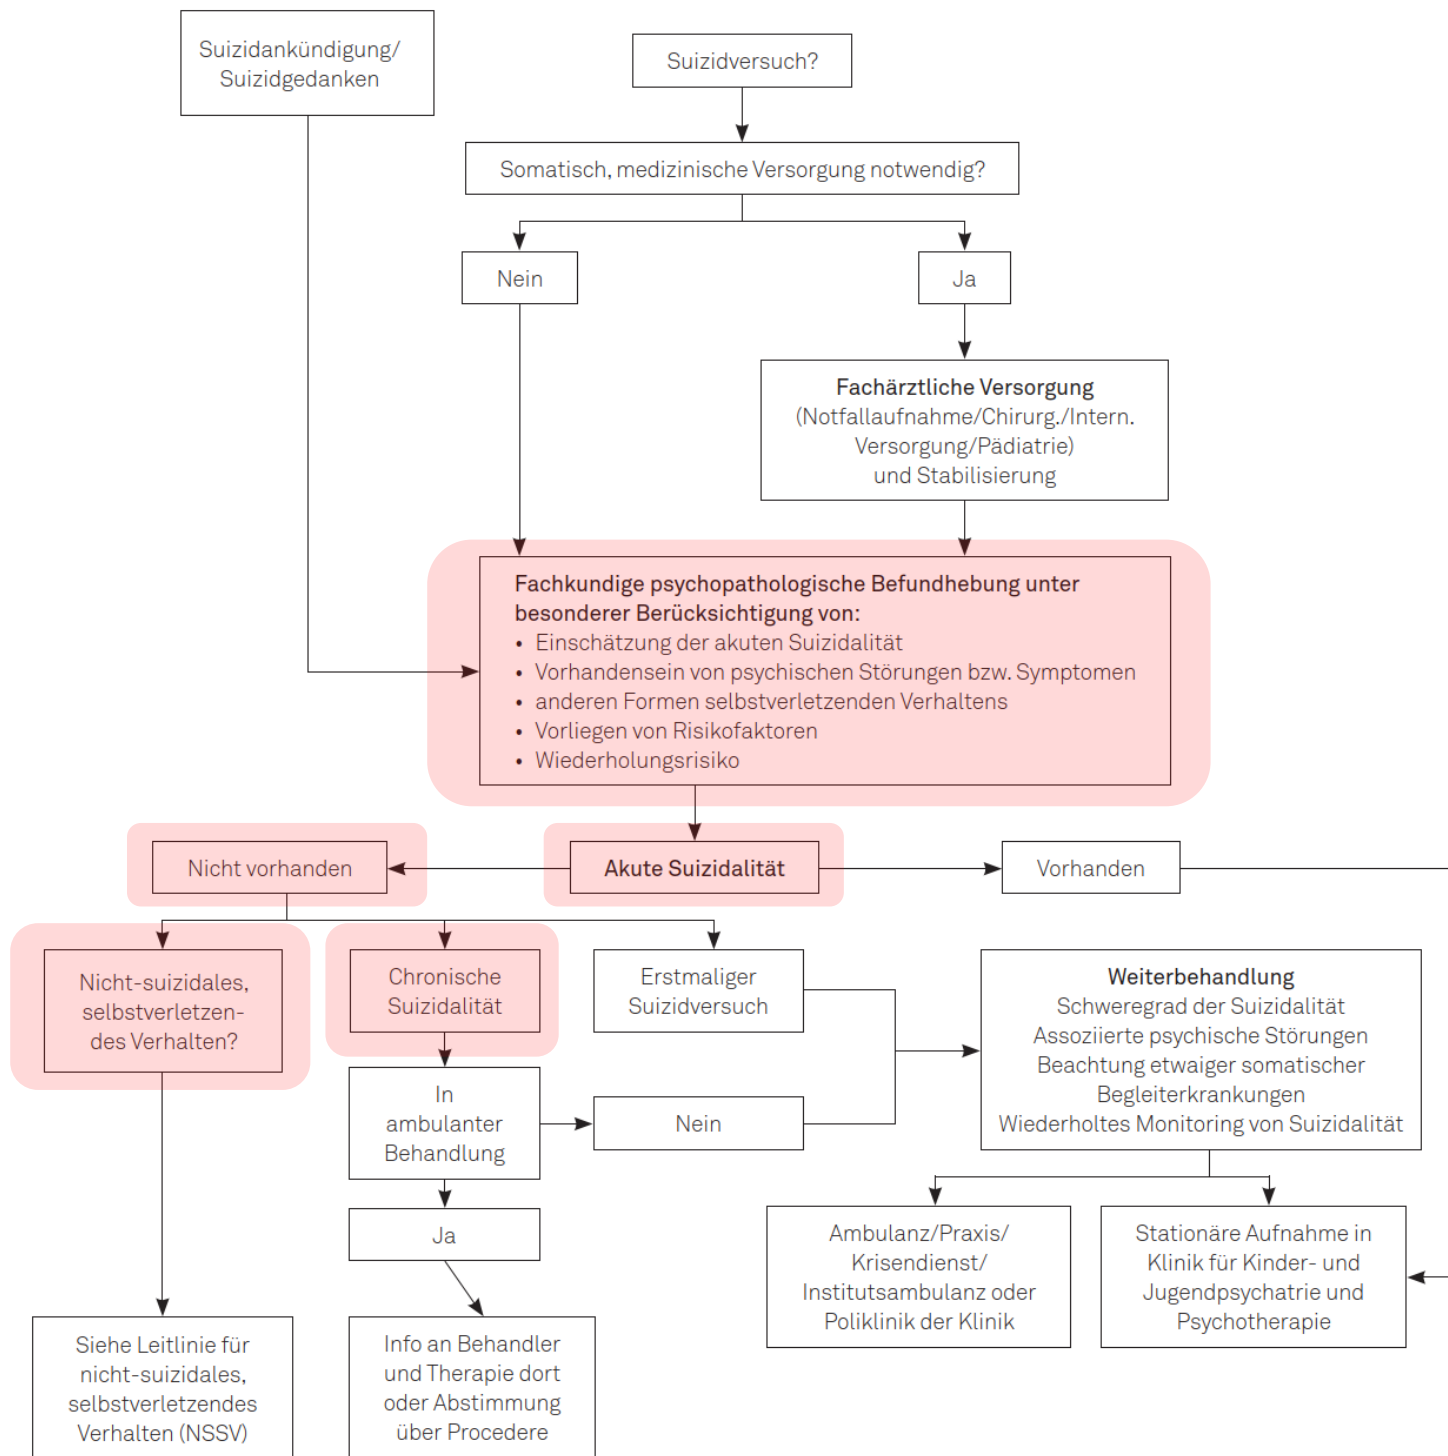 Suizidankündigung/
Suizidgedanken
Suizidversuch?
Somatisch, medizinische Versorgung notwendig?
Nein
Ja
Fachärztliche Versorgung
(Notfallaufnahme/Chirurg./Intern.
Versorgung/Pädiatrie)
und Stabilisierung
Fachkundige psychopathologische Befundhebung unter
besonderer Berücksichtigung von:
• Einschätzung der akuten Suizidalität
• Vorhandensein von psychischen Störungen bzw. Symptomen
• anderen Formen selbstverletzenden Verhaltens
• Vorliegen von Risikofaktoren
• Wiederholungsrisiko
Nicht vorhanden
Akute Suizidalität
Vorhanden
Nicht-suizidales,
selbstverletzen-
des Verhalten?
Chronische
Suizidalität
Erstmaliger
Suizidversuch
Weiterbehandlung
Schweregrad der Suizidalität
Assoziierte psychische Störungen
Beachtung etwaiger somatischer
Begleiterkrankungen
Wiederholtes Monitoring von Suizidalität
In
ambulanter
Behandlung
Nein
Ja
Ambulanz/Praxis/
Krisendienst/
Institutsambulanz oder
Poliklinik der Klinik
Stationäre Aufnahme in
Klinik für Kinder- und
Jugendpsychatrie und
Psychotherapie
Siehe Leitlinie für
nicht-suizidales,
selbstverletzendes
Verhalten (NSSV)
Info an Behandler
und Therapie dort
oder Abstimmung
über Procedere